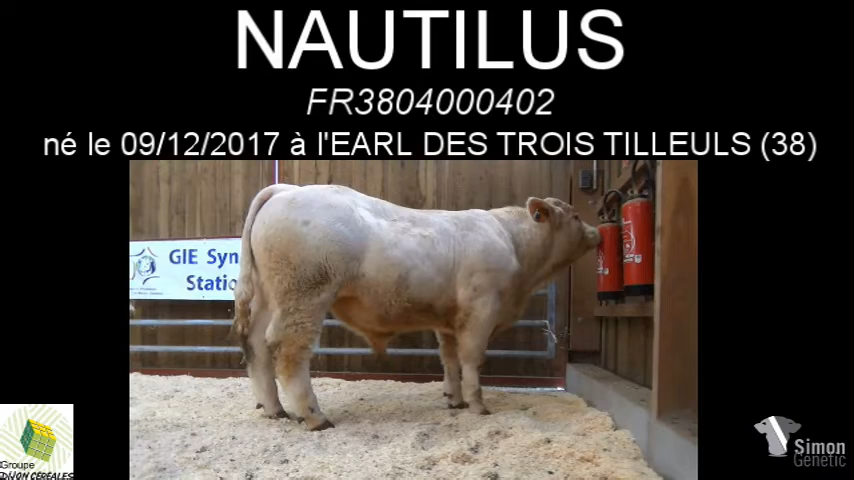 NAUTILUS
FR3804000402
né le 09/12/2017 à l'EARL DES TROIS TILLEULS (38)
GIE Syn
Statio
Groupe
DIJON CÉRÉALES
Simon
Genetic